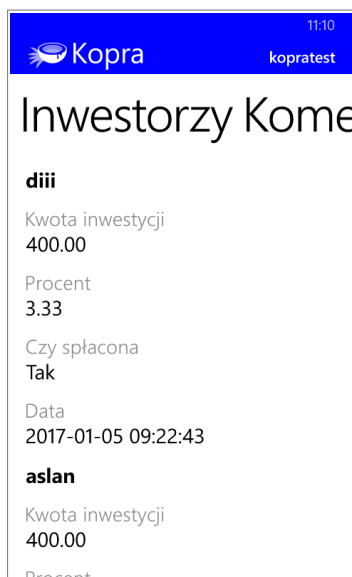 11:10
Kopra
kopratest
Inwestorzy Kome
diii
Kwota inwestycji
400.00
Procent
3.33
Czy spłacona
Tak
Data
2017-01-05 09:22:43
aslan
Kwota inwestycji
400.00
Procent